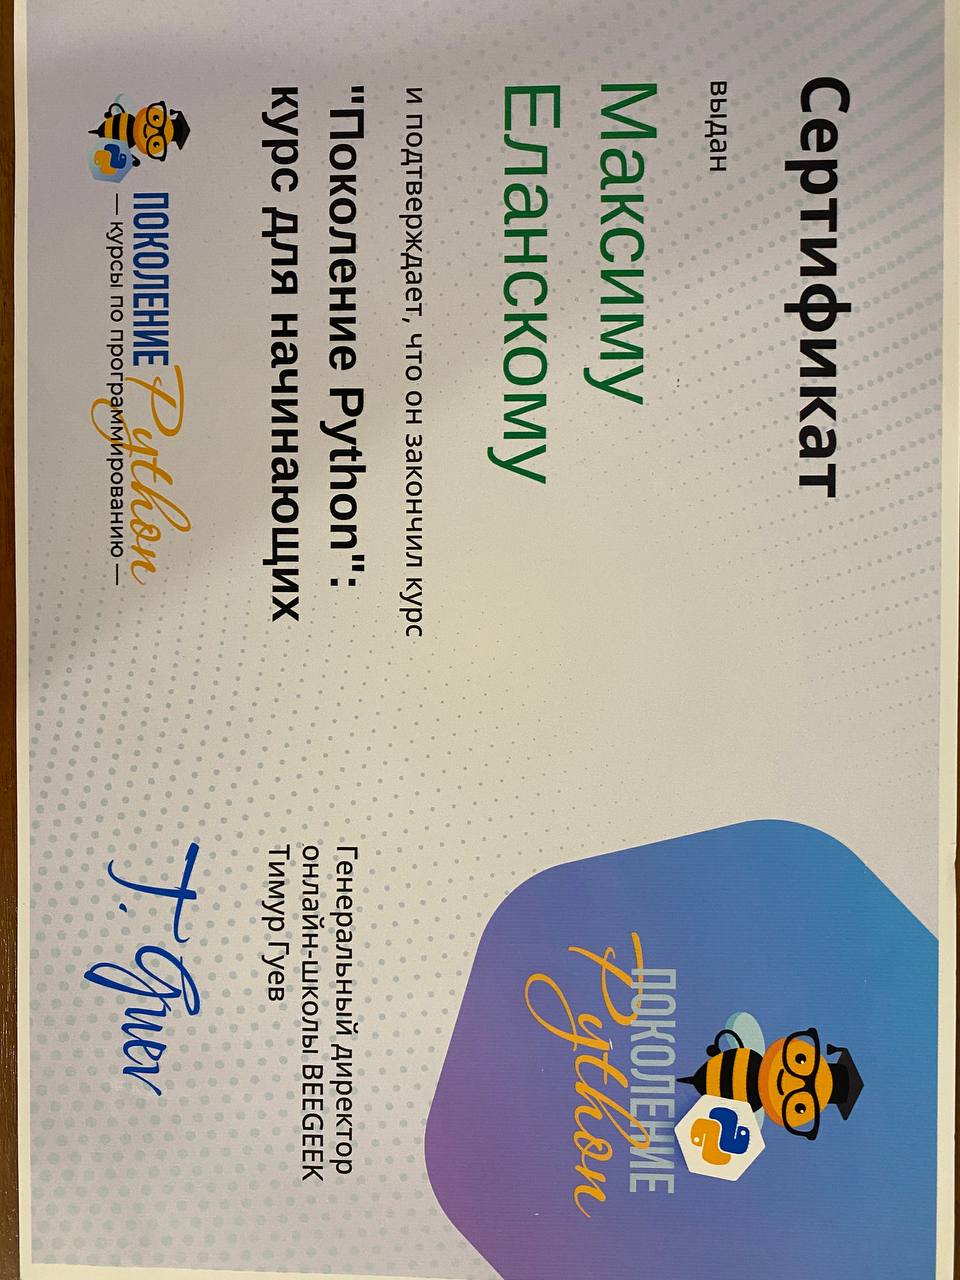 Сертификат
выдан
Максиму
Еланскому
и подтверждает, что он закончил курс
"Поколение Python":
курс для начинающих
ПОКОЛЕНИЕ Python
— курсы по программированию —
ПОКОЛЕНИЕ
Python
Генеральный директор
онлайн-школы BEEGEEK
Тимур Гуев
T. Guev